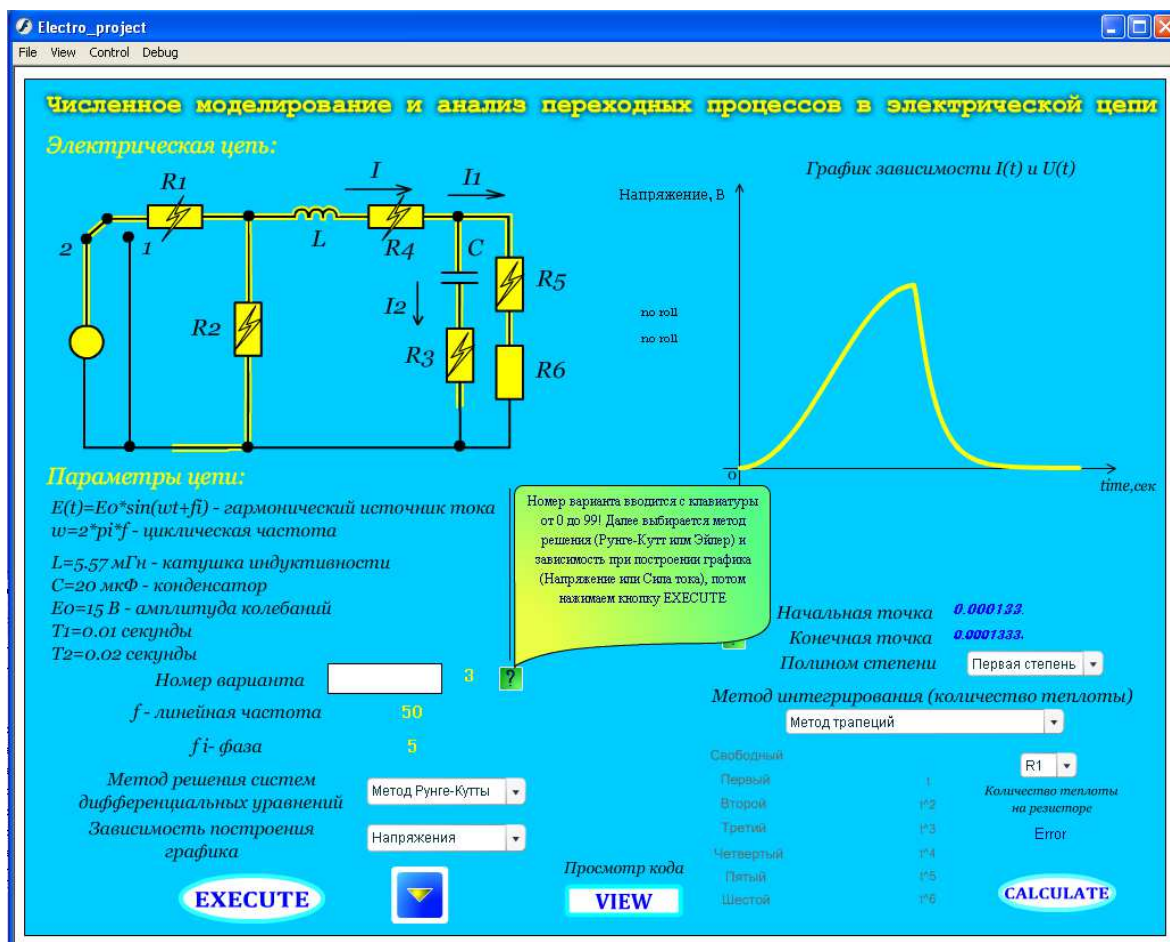 Electro_project
File View Control Debug
Численное моделирование и анализ переходных процессов в электрической цепи
Электрическая цепь:
R1
I
I1
2
1
L
R4
C
R5
R2
I2
R3
R6
График зависимости I(t) и U(t)
Напряжение, В
no roll
no roll
0
time,сек
Параметры цепи:
E(t)=E0*sin(wt+fi) - гармонический источник тока
w=2*pi*f - циклическая частота
L=5.57 мГн - катушка индуктивности
C=20 мкФ - конденсатор
E0=15 В - амплитуда колебаний
T1=0.01 секунды
T2=0.02 секунды
Номер варианта 3 ?
f - линейная частота 50
fi- фаза 5
Метод решения систем
дифференциальных уравнений
Метод Рунге-Кутты
Зависимость построения
графика
Напряжения
EXECUTE
Номер варианта вводится с клавиатуры
от 0 до 99! Далее выбирается метод
решения (Рунге-Кутт или Эйлер) и
зависимость при построении графика
(Напряжение или Сила тока), потом
нажимаем кнопку EXECUTE
Просмотр кода
VIEW
Начальная точка 0.000133.
Конечная точка 0.0001333.
Полином степени Первая степень
Метод интегрирования (количество теплоты)
Метод трапеций
Свободный
Первый t
Второй t^2
Третий t^3
Четвертый t^4
Пятый t^5
Шестой t^6
R1
Количество теплоты
на резисторе
Error
CALCULATE